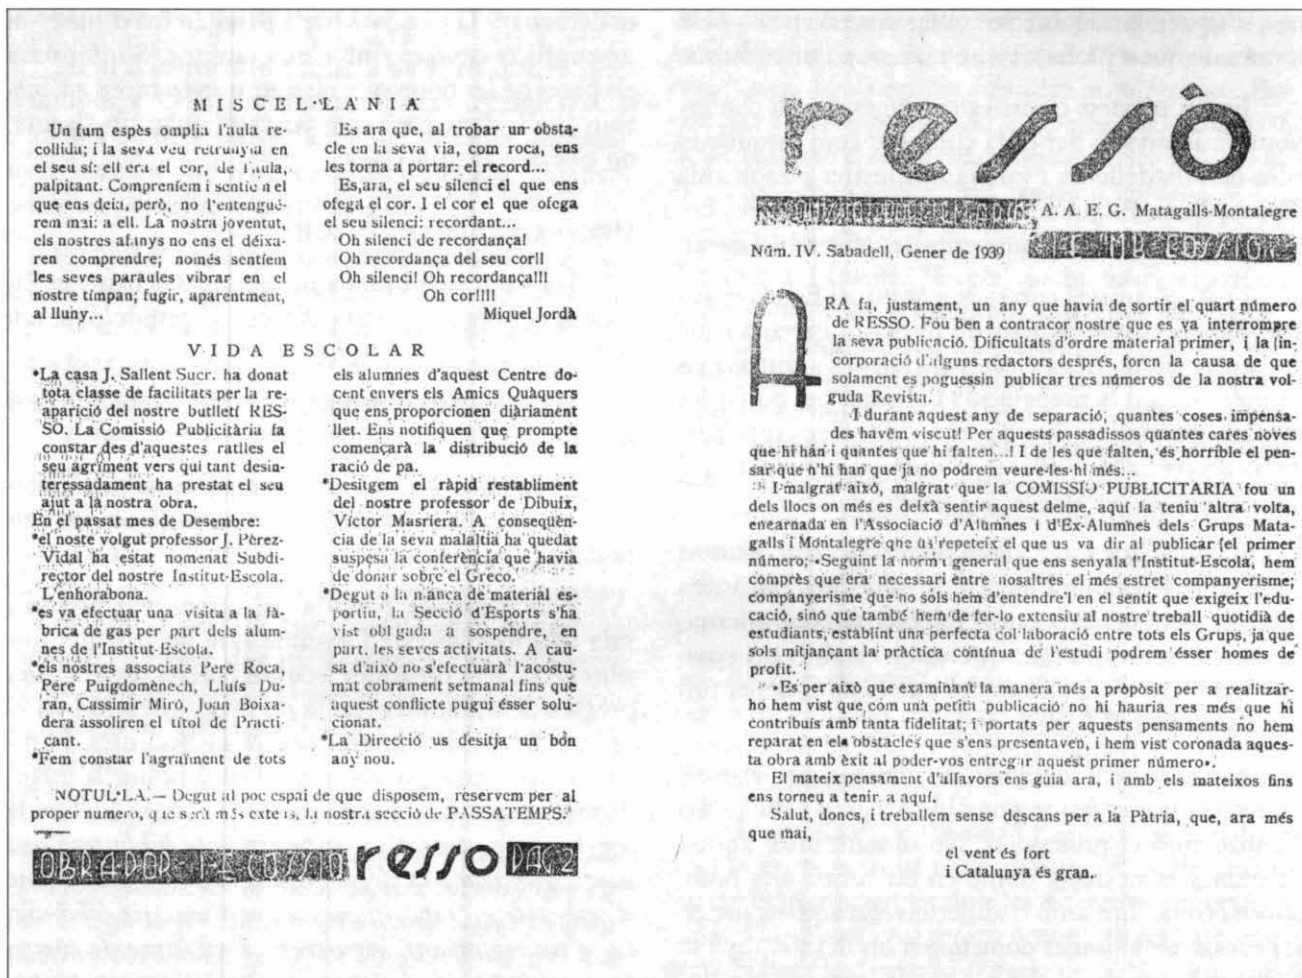 MISCEL·LANIA
Un fum espès omplia l'aula re-
collida; i la seva veu retrunyia en
el seu sí: ell era el cor, de l'aula,
palpitant. Compreníem i sentíe n el
que ens deia, però, no l'entengué-
rem mai: a ell. La nostra joventut,
els nostres afanys no ens el déixa-
ren comprendre; només sentíem
les seves paraules vibrar en el
nostre tímpan; fugir, aparentment,
al lluny...
Es ara que, al trobar un obsta-
cle en la seva via, com roca, ens
les torna a portar: el record...
Es,ara, el seu silenci el que ens
ofega el cor. I el cor el que ofega
el seu silenci: recordant...
Oh silenci de recordança!
Oh recordança del seu cor!!
Oh silenci! Oh recordança!!!
Oh cor!!!!
Miquel Jordà
VIDA ESCOLAR
*La casa J. Sallent Sucr. ha donat
tota classe de facilitats per la re-
aparició del nostre butlletí RES-
SO. La Comissió Publicitària fa
constar des d'aquestes ratlles el
seu agriment vers qui tant desin-
teressadament ha prestat el seu
ajut a la nostra obra.
En el passat mes de Desembre:
*el noste volgut professor J. Pèrez-
Vidal ha estat nomenat Subdi-
rector del nostre Institut-Escola.
L'enhorabona.
*es va efectuar una visita a la fà-
brica de gas per part dels alum-
nes de l'Institut-Escola.
*els nostres associats Pere Roca,
Pere Puigdomènech, Lluís Du-
ran, Cassimir Miró, Joan Boixa-
dera assoliren el títol de Practi-
cant.
*Fem constar l'agraïment de tots
els alumnes d'aquest Centre do-
cent envers els Amics Quàquers
que ens proporcionen diàriament
llet. Ens notifiquen que prompte
començarà la distribució de la
ració de pa.
*Desitgem el ràpid restabliment
del nostre professor de Dibuix,
Víctor Masriera. A conseqüèn-
cia de la seva malaltia ha quedat
suspesa la conferència que havia
de donar sobre el Greco.
*Degut a la manca de material es-
portiu, la Secció d'Esports s'ha
vist obligada a sospendre, en
part, les seves activitats. A cau-
sa d'això no s'efectuarà l'acostu-
mat cobrament setmanal fins que
aquest conflicte pugui ésser solu-
cionat.
*La Direcció us desitja un bon
any nou.
NOTUL·LA. — Degut al poc espai de que disposem, reservem per al
proper numero, que serà més extens, la nostra secció de PASSATEMPS.
OBRADOR ressò PAG 2
ressò
A. A. E. G. Matagalls-Montalegre
Núm. IV. Sabadell, Gener de 1939
ARA fa, justament, un any que havia de sortir el quart número
de RESSO. Fou ben a contracor nostre que es va interrompre
la seva publicació. Dificultats d'ordre material primer, i la in-
corporació d'alguns redactors després, foren la causa de que
solament es poguessin publicar tres números de la nostra vol-
guda Revista.
I durant aquest any de separació, quantes coses impensa-
des havem viscut! Per aquests passadissos quantes cares noves
que hi han i quantes que hi falten...! I de les que falten, és horrible el pen-
sar que n'hi han que ja no podrem veure-les-hi més...
I malgrat això, malgrat que la COMISSIO PUBLICITARIA fou un
dels llocs on més es deixà sentir aquest delme, aquí la teniu altra volta,
encarnada en l'Associació d'Alumnes i d'Ex-Alumnes dels Grups Mata-
galls i Montalegre que us repeteix el que us va dir al publicar el primer
número; «Seguint la norma general que ens senyala l'Institut-Escola, hem
comprès que era necessari entre nosaltres el més estret companyerisme;
companyerisme que no sols hem d'entendre'l en el sentit que exigeix l'edu-
cació, sinó que també hem de fer-lo extensiu al nostre treball quotidià de
estudiants, establint una perfecta col·laboració entre tots els Grups, ja que
sols mitjançant la pràctica contínua de l'estudi podrem ésser homes de
profit.
Es per això que examinant la manera més a pròpòsit per a realitzar-
ho hem vist que com una petita publicació no hi hauria res més que hi
contribuís amb tanta fidelitat; i portats per aquests pensaments no hem
reparat en els obstacles que s'ens presentaven, i hem vist coronada aques-
ta obra amb èxit al poder-vos entregar aquest primer número».
El mateix pensament d'allavors ens guia ara, i amb els mateixos fins
ens torneu a tenir a aquí.
Salut, doncs, i treballem sense descans per a la Pàtria, que, ara més
que mai,
el vent és fort
i Catalunya és gran.